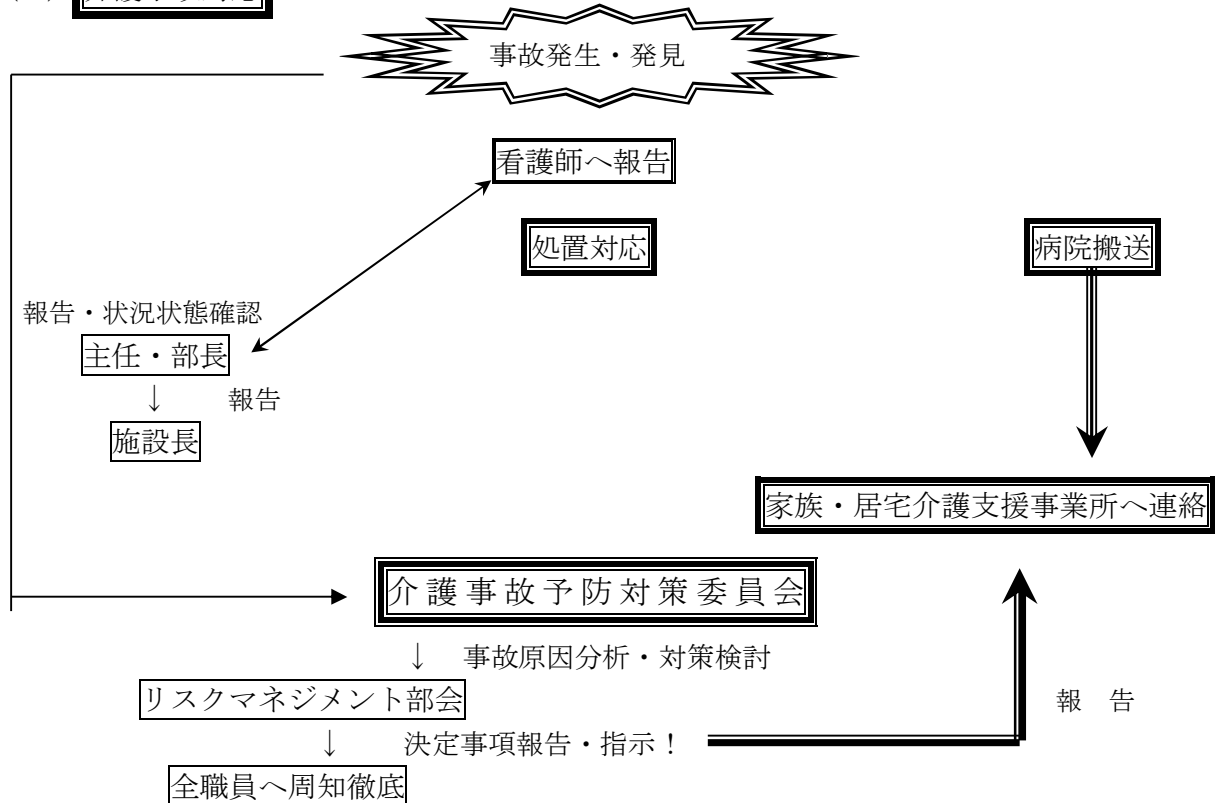 事故発生・発見
看護師へ報告
処置対応
病院搬送
報告・状況状態確認
主任・部長
↓ 報告
施設長
家族・居宅介護支援事業所へ連絡
介護事故予防対策委員会
↓ 事故原因分析・対策検討
リスクマネジメント部会
報 告
↓ 決定事項報告・指示！
全職員へ周知徹底